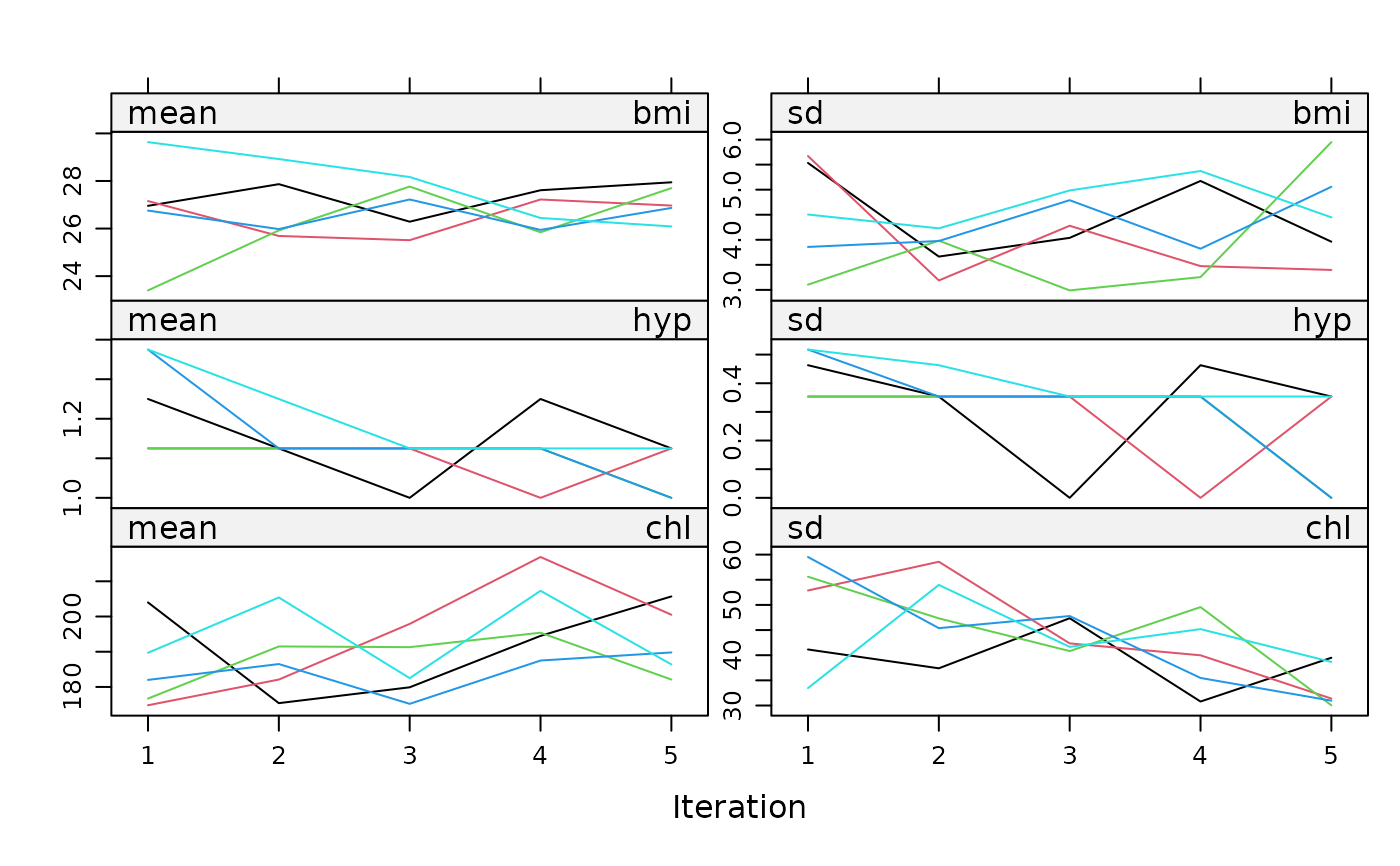 mean bmi
sd bmi
24 26 28
3.0 4.0 5.0 6.0
mean hyp
sd hyp
1.0 1.2
0.0 0.2 0.4
mean chl
sd chl
180 200
30 40 50 60
1 2 3 4 5
1 2 3 4 5
Iteration